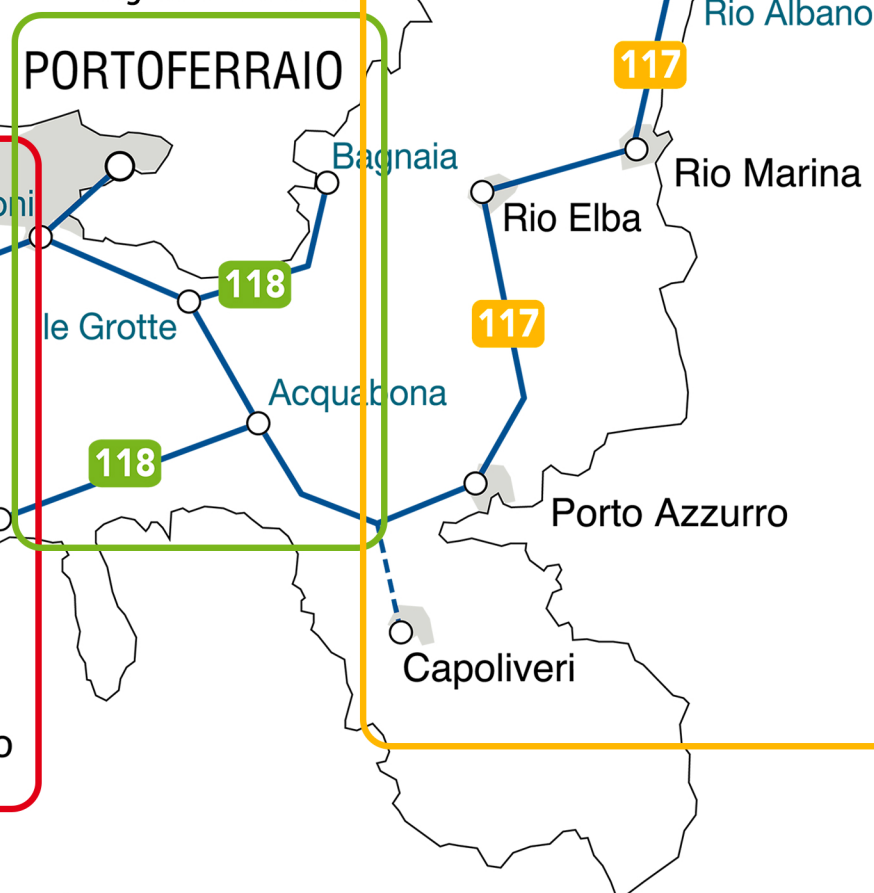 Rio Albano
PORTOFERRAIO
117
Bagnaia
Rio Marina
Rio Elba
118
le Grotte
117
Acquabona
118
Porto Azzurro
Capoliveri